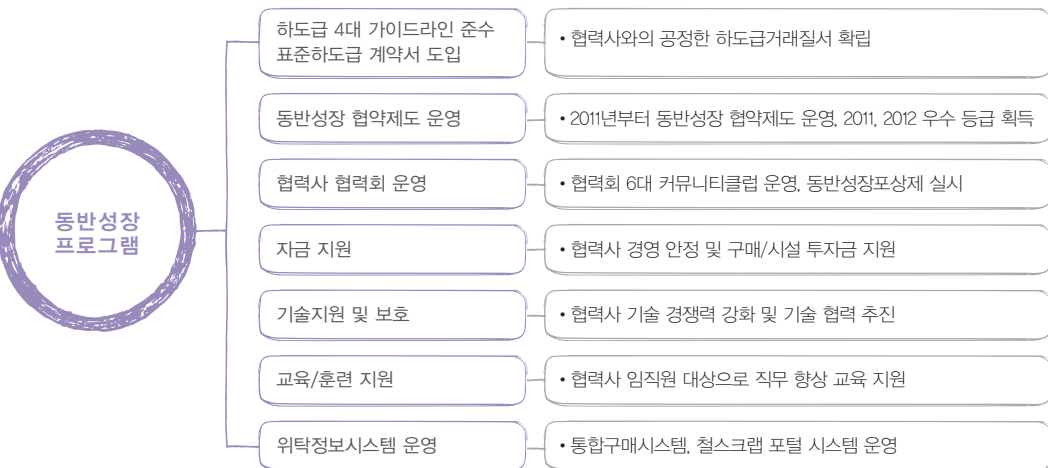 동반성장
프로그램
하도급 4대 가이드라인 준수
표준하도급 계약서 도입
• 협력사와의 공정한 하도급거래질서 확립
동반성장 협약제도 운영
• 2011년부터 동반성장 협약제도 운영, 2011, 2012 우수 등급 획득
협력사 협력회 운영
• 협력회 6대 커뮤니티클럽 운영, 동반성장포상제 실시
자금 지원
• 협력사 경영 안정 및 구매/시설 투자금 지원
기술지원 및 보호
• 협력사 기술 경쟁력 강화 및 기술 협력 추진
교육/훈련 지원
• 협력사 임직원 대상으로 직무 향상 교육 지원
위탁정보시스템 운영
• 통합구매시스템, 철스크랩 포털 시스템 운영